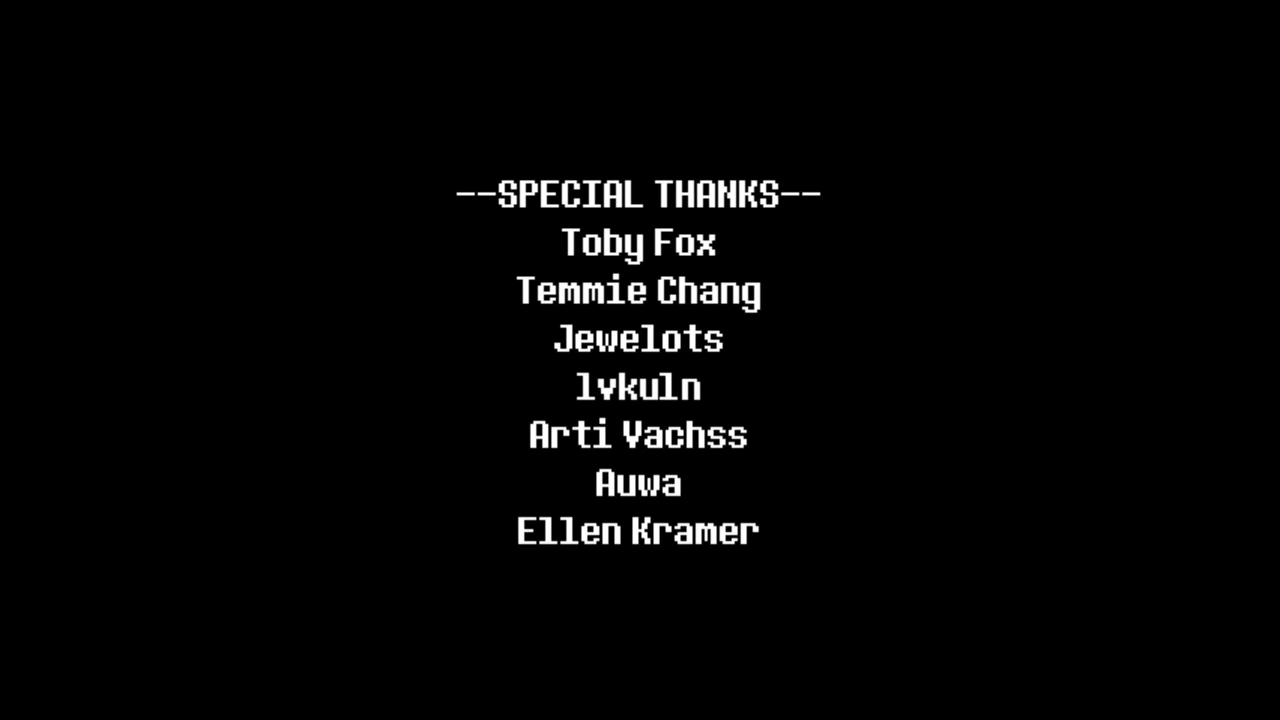 --SPECIAL THANKS--
Toby Fox
Temmie Chang
Jewelots
lvkuln
Arti Vachss
Auwa
Ellen Kramer